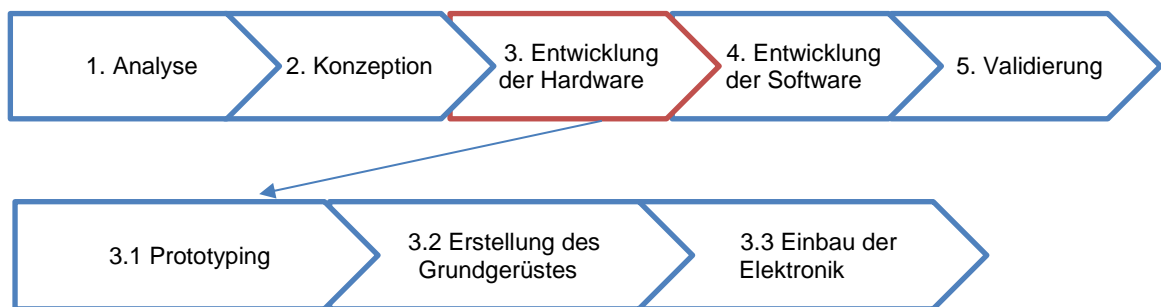 1. Analyse
2. Konzeption
3. Entwicklung
der Hardware
4. Entwicklung
der Software
5. Validierung
3.1 Prototyping
3.2 Erstellung des
Grundgerüstes
3.3 Einbau der
Elektronik